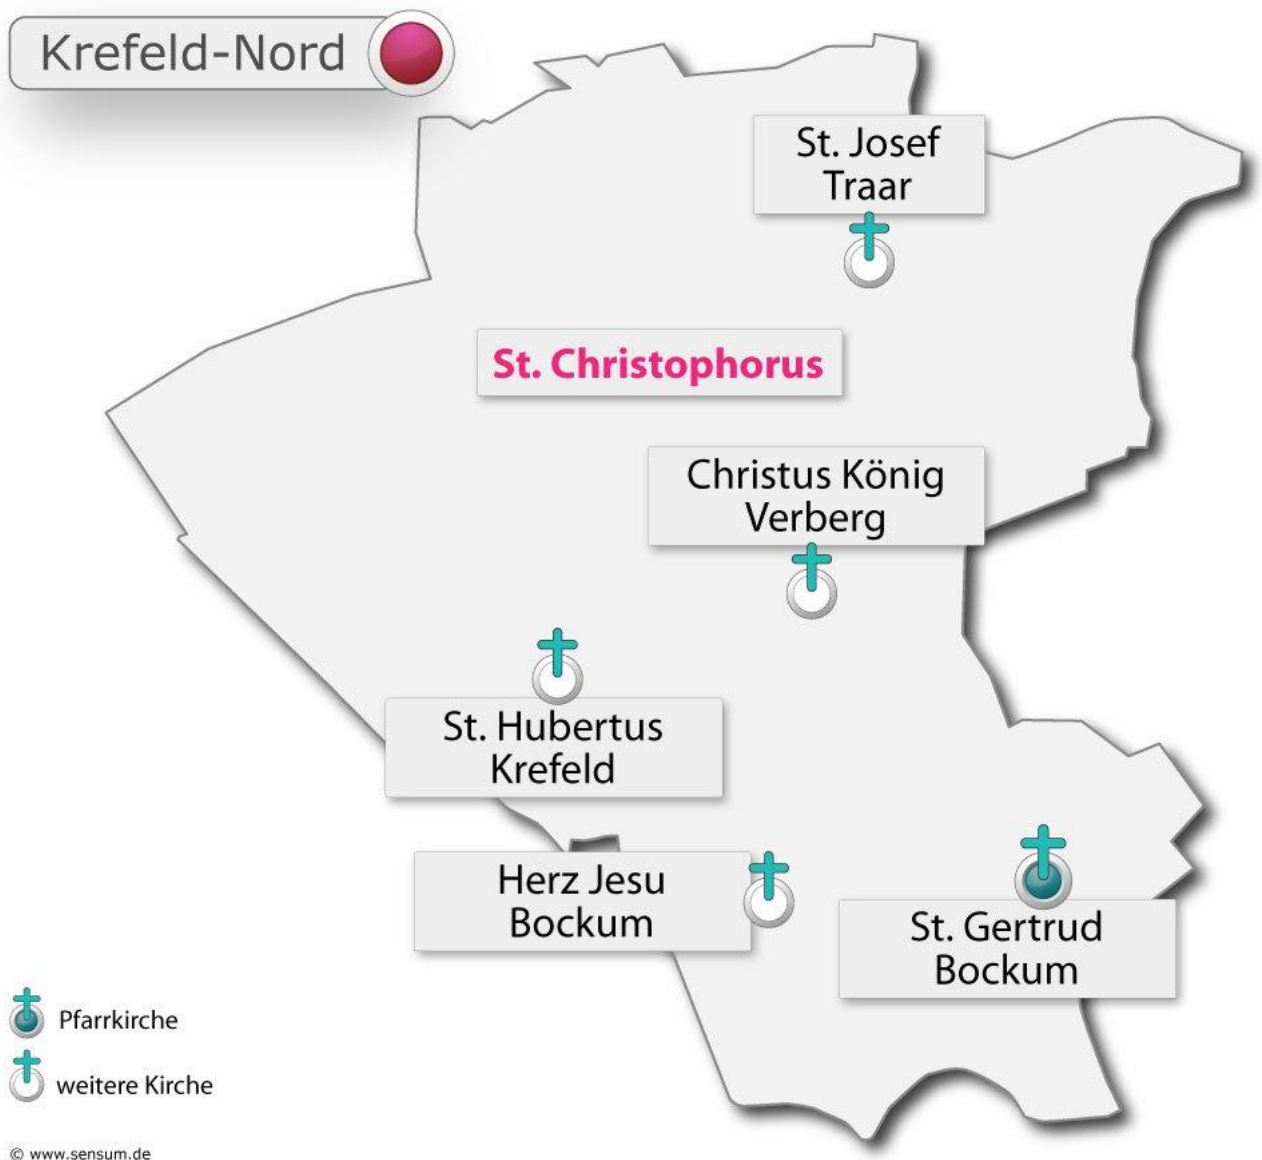 Krefeld-Nord
St. Josef
Traar
St. Christophorus
Christus König
Verberg
St. Hubertus
Krefeld
Herz Jesu
Bockum
St. Gertrud
Bockum
Pfarrkirche
weitere Kirche
© www.sensum.de